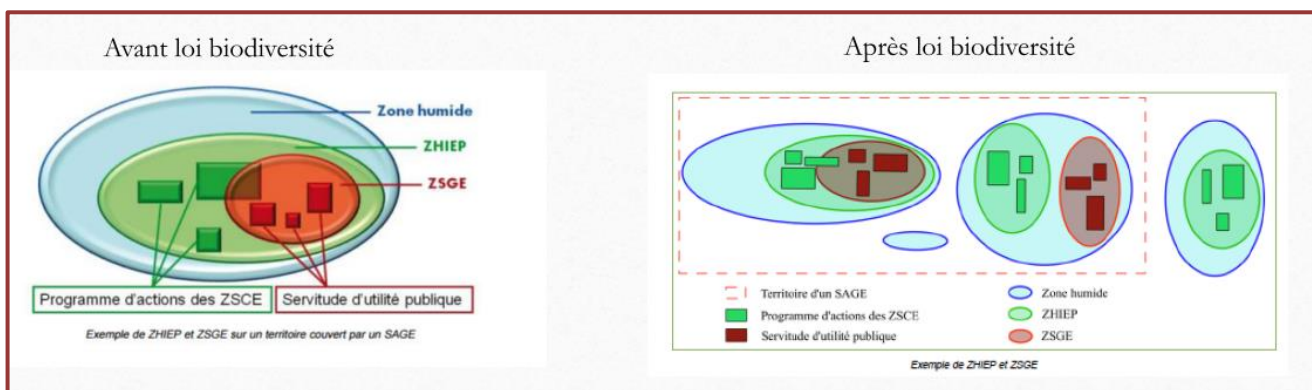 Avant loi biodiversité
Zone humide
ZHIEP
ZSGE
Programme d'actions des ZSCE
Servitude d'utilité publique
Exemple de ZHIEP et ZSGE sur un territoire couvert par un SAGE
Après loi biodiversité
Territoire d'un SAGE
Programme d'actions des ZSCE
Servitude d'utilité publique
Zone humide
ZHIEP
ZSGE
Exemple de ZHIEP et ZSGE